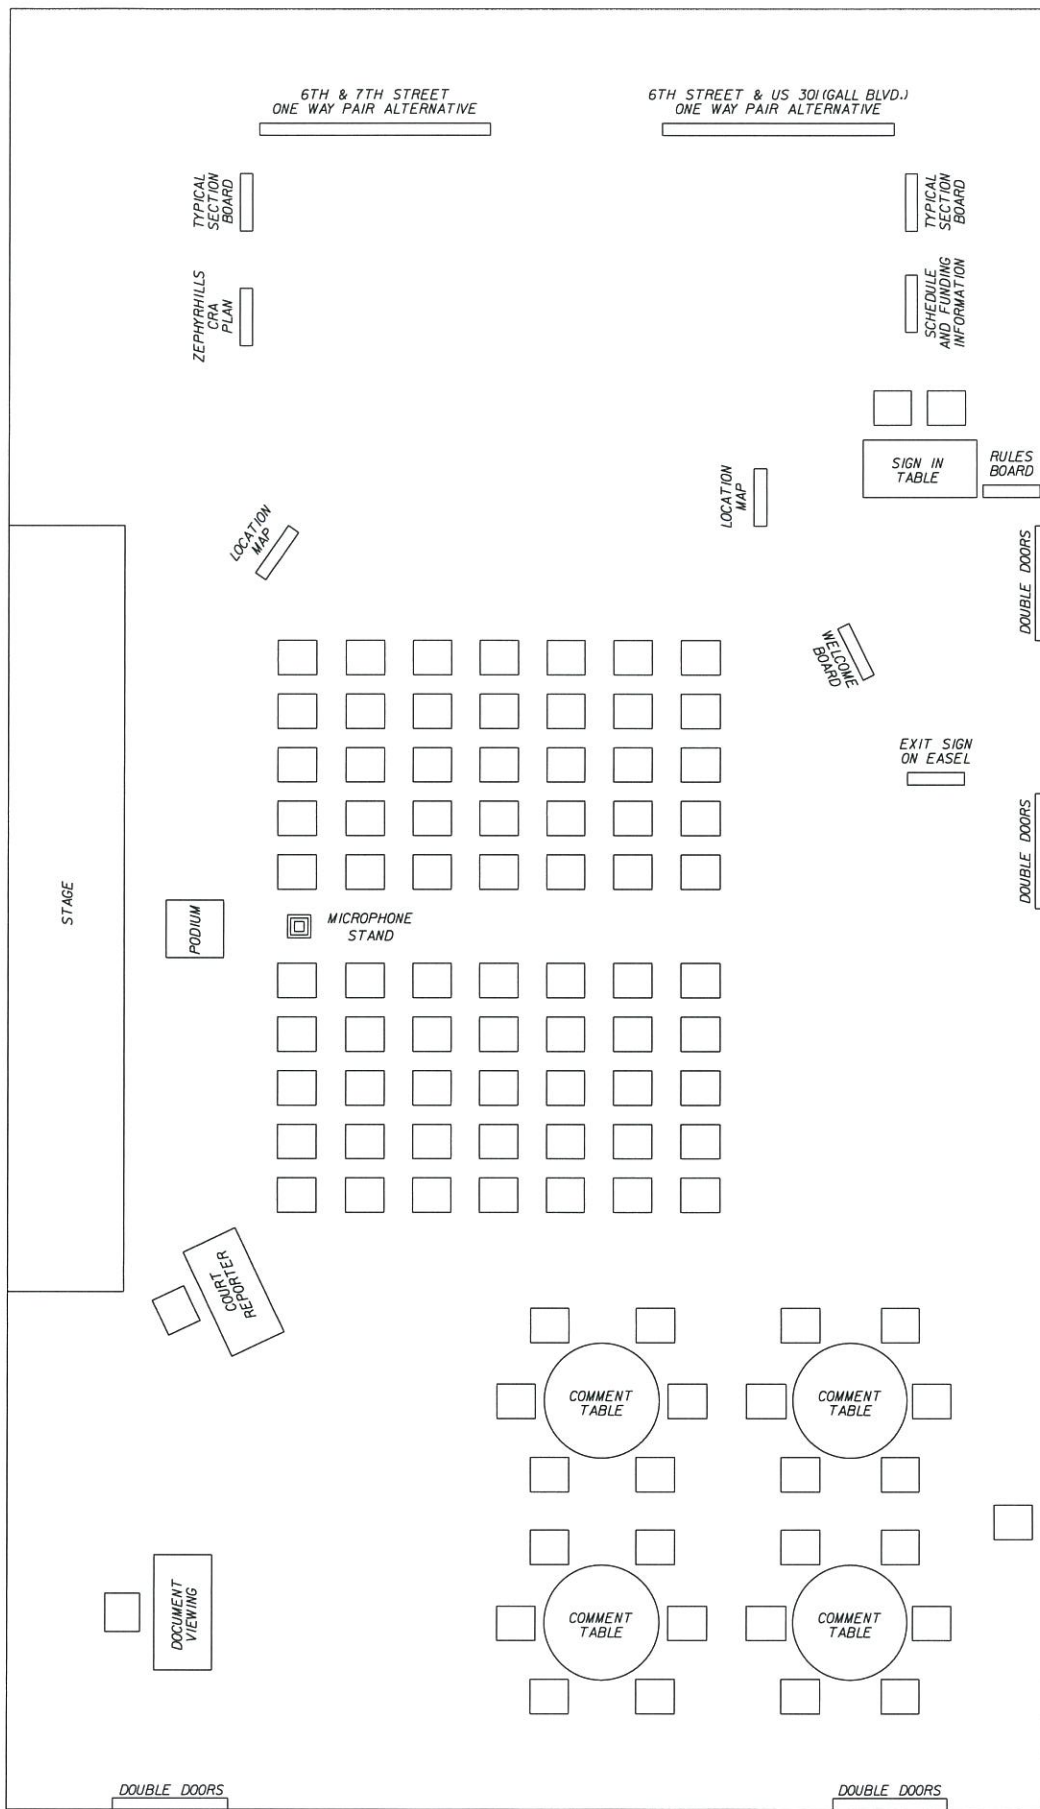 6TH & 7TH STREET
ONE WAY PAIR ALTERNATIVE
6TH STREET & US 301 (GALL BLVD.)
ONE WAY PAIR ALTERNATIVE
TYPICAL
SECTION
BOARD
TYPICAL
SECTION
BOARD
ZEPHYRHILLS
CRA
PLAN
SCHEDULE
AND FUNDING
INFORMATION
SIGN IN
TABLE
RULES
BOARD
LOCATION
MAP
LOCATION
MAP
DOUBLE DOORS
WELCOME
BOARD
EXIT SIGN
ON EASEL
DOUBLE DOORS
STAGE
PODIUM
MICROPHONE
STAND
COURT
REPORTER
COMMENT
TABLE
COMMENT
TABLE
DOCUMENT
VIEWING
COMMENT
TABLE
COMMENT
TABLE
DOUBLE DOORS
DOUBLE DOORS